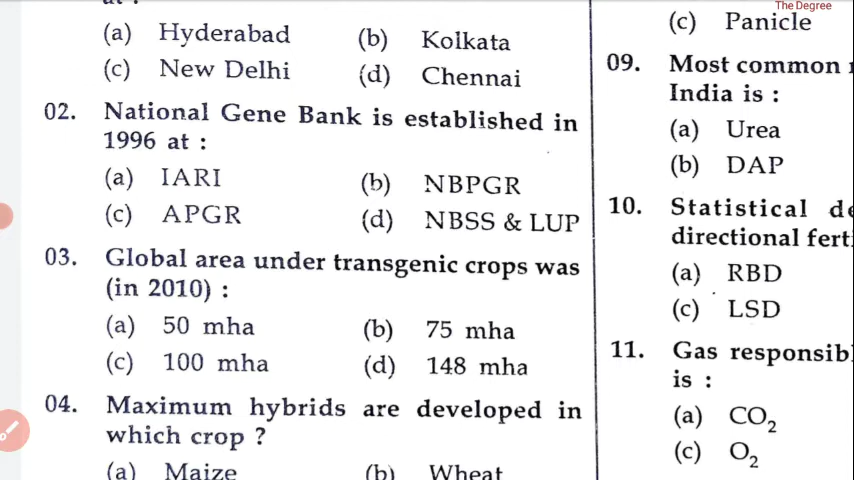 The Degree
(a) Hyderabad (b) Kolkata
(c) New Delhi (d) Chennai
02. National Gene Bank is established in
1996 at :
(a) IARI (b) NBPGR
(c) APGR (d) NBSS & LUP
03. Global area under transgenic crops was
(in 2010) :
(a) 50 mha (b) 75 mha
(c) 100 mha (d) 148 mha
04. Maximum hybrids are developed in
which crop ?
(a) Maize (b) Wheat
(c) Panicle
09. Most common
India is :
(a) Urea
(b) DAP
10. Statistical
directional
(a) RBD
(c) LSD
11. Gas
is :
(a) CO₂
(c) O₂